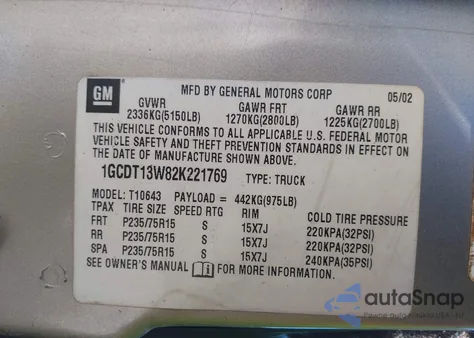 GM
MFD BY GENERAL MOTORS CORP
05/02
GVWR GAWR FRT GAWR RR
2336KG(5150LB) 1270KG(2800LB) 1225KG(2700LB)
THIS VEHICLE CONFORMS TO ALL APPLICABLE U.S. FEDERAL MOTOR
VEHICLE SAFETY AND THEFT PREVENTION STANDARDS IN EFFECT ON
THE DATE OF MANUFACTURE SHOWN ABOVE.
1GCDT13W82K221769 TYPE: TRUCK
MODEL: T10643 PAYLOAD = 442KG(975LB)
TPAX TIRE SIZE SPEED RTG RIM COLD TIRE PRESSURE
FRT P235/75R15 S 15X7J 220KPA(32PSI)
RR P235/75R15 S 15X7J 220KPA(32PSI)
SPA P235/75R15 S 15X7J 240KPA(35PSI)
SEE OWNER'S MANUAL FOR MORE INFORMATION.
autoSnap